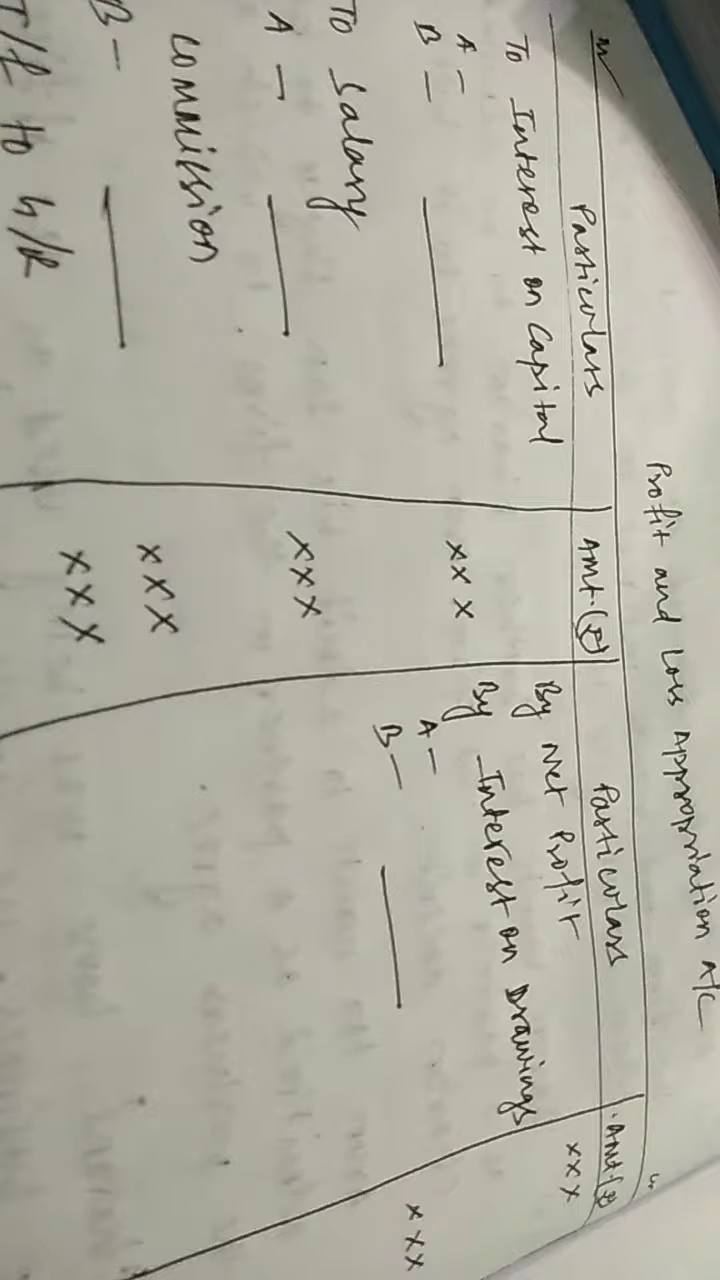 Profit and Loss Appropriation A/c
Particulars Amt.(₹) Particulars Amt.(₹)
To Interest on Capital By Net Profit xxx
A - By Interest on Drawings
B - xxx A -
To Salary B - xxx
A - xxx
Commission
B - xxx
T/f to G/R xxx